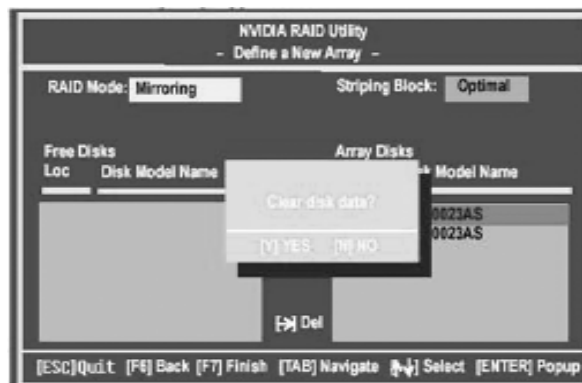 NVIDIA RAID Utility
- Define a New Array -
RAID Mode: Mirroring Striping Block: Optimal
Free Disks Array Disks
Loc Disk Model Name Model Name
Clear disk data?
[Y] YES [N] NO
0023AS
0023AS
[→] Del
[ESC]Quit [F6] Back [F7] Finish [TAB] Navigate [↑↓] Select [ENTER] Popup